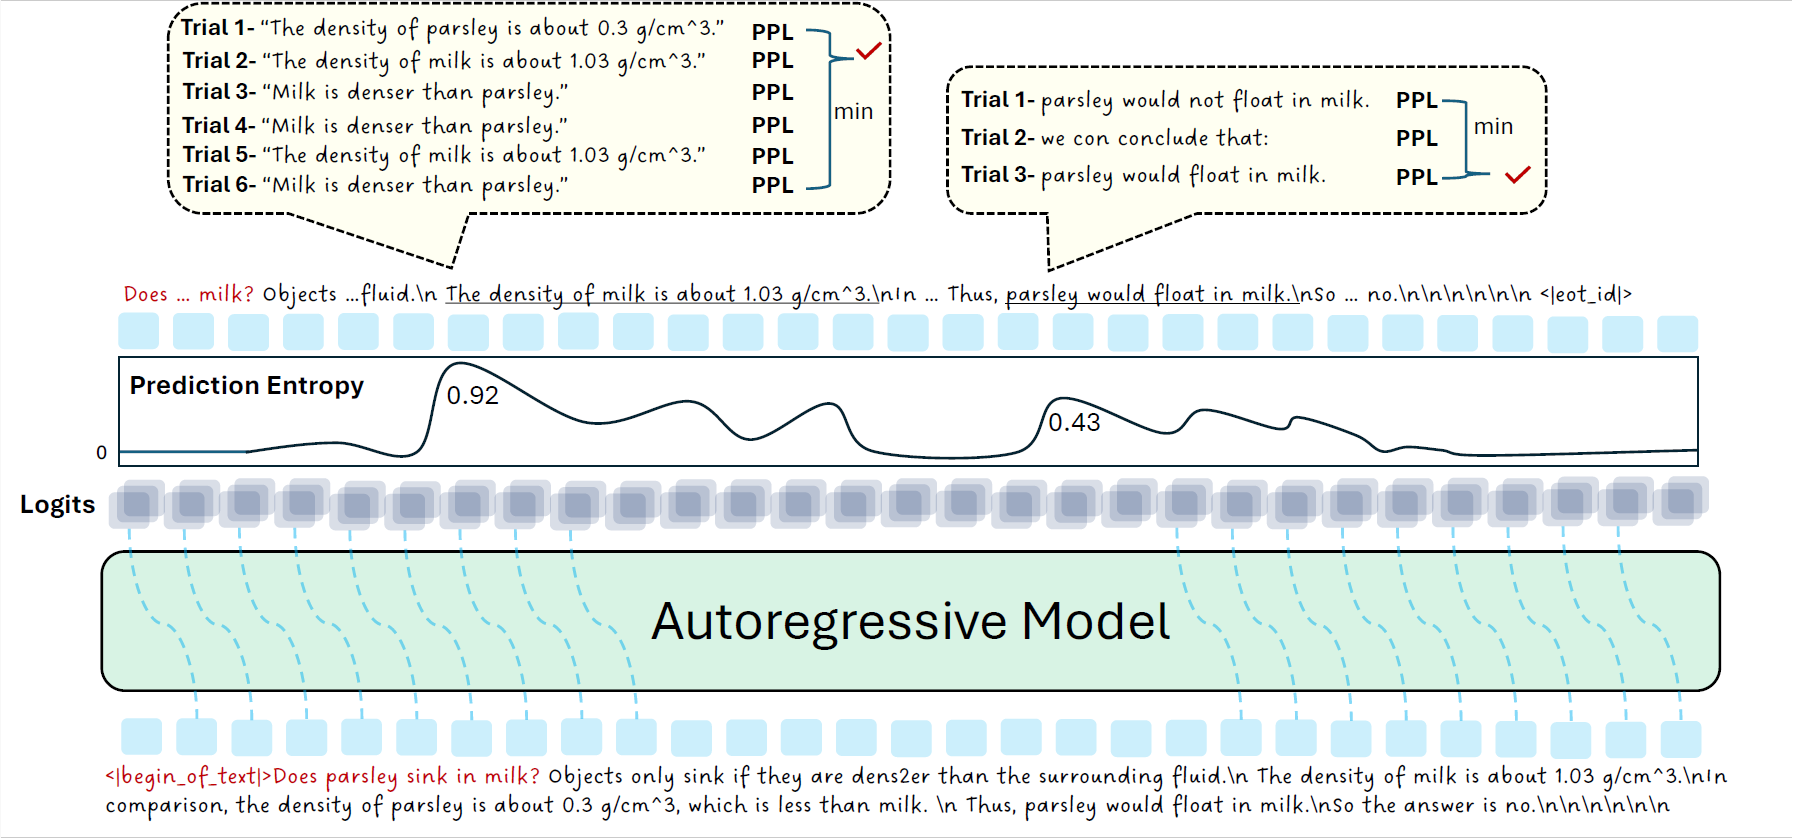 Trial 1- “The density of parsley is about 0.3 g/cm^3.” PPL
Trial 2- “The density of milk is about 1.03 g/cm^3.” PPL
Trial 3- “Milk is denser than parsley.” PPL
Trial 4- “Milk is denser than parsley.” PPL
Trial 5- “The density of milk is about 1.03 g/cm^3.” PPL
Trial 6- “Milk is denser than parsley.” PPL
min
Trial 1- parsley would not float in milk. PPL
Trial 2- we con conclude that: PPL
Trial 3- parsley would float in milk. PPL
min
Does ... milk? Objects ...fluid.\n The density of milk is about 1.03 g/cm^3.\nIn ... Thus, parsley would float in milk.\nSo ... no.\n\n\n\n\n\n <|eot_id|>
Prediction Entropy
0.92
0.43
0
Logits
Autoregressive Model
<|begin_of_text|>Does parsley sink in milk? Objects only sink if they are dens2er than the surrounding fluid.\n The density of milk is about 1.03 g/cm^3.\nIn
comparison, the density of parsley is about 0.3 g/cm^3, which is less than milk. \n Thus, parsley would float in milk.\nSo the answer is no.\n\n\n\n\n\n